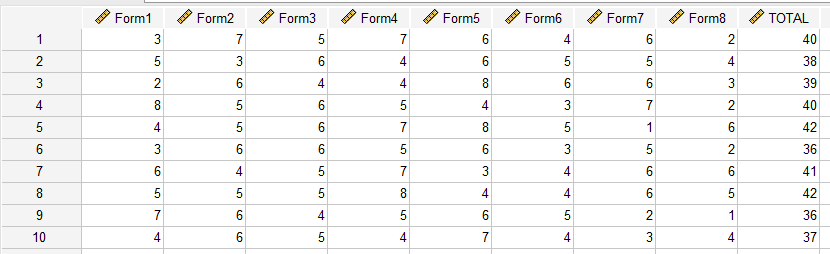 Form1 Form2 Form3 Form4 Form5 Form6 Form7 Form8 TOTAL
1 3 7 5 7 6 4 6 2 40
2 5 3 6 4 6 5 5 4 38
3 2 6 4 4 8 6 6 3 39
4 8 5 6 5 4 3 7 2 40
5 4 5 6 7 8 5 1 6 42
6 3 6 6 5 6 3 5 2 36
7 6 4 5 7 3 4 6 6 41
8 5 5 5 8 4 4 6 5 42
9 7 6 4 5 6 5 2 1 36
10 4 6 5 4 7 4 3 4 37